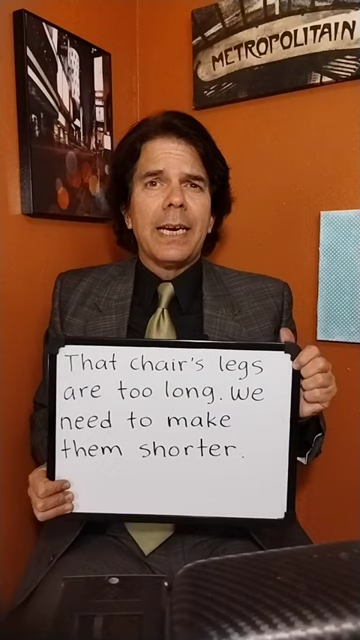 METROPOLITAIN
That chair's legs
are too long. We
need to make
them shorter.